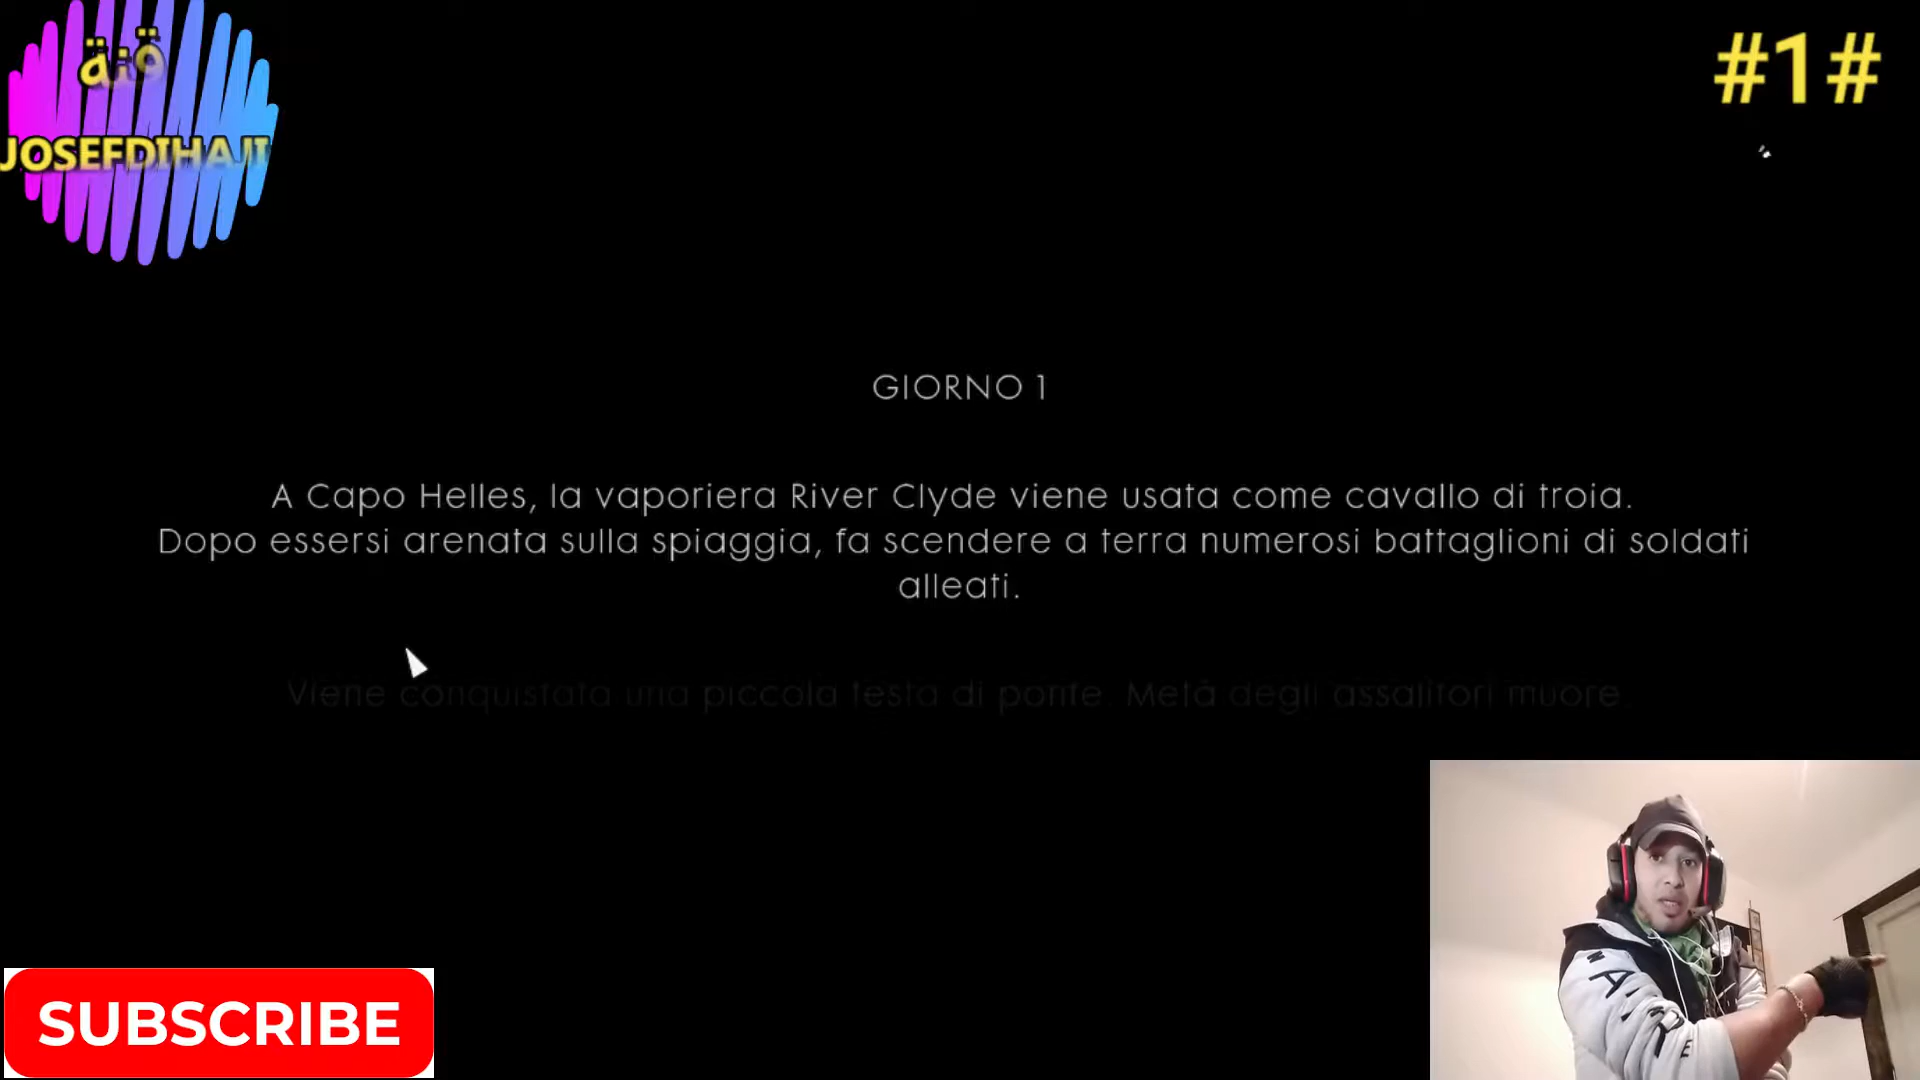 قناة
JOSEFDIHAJI
#1#
GIORNO 1
A Capo Helles, la vaporiera River Clyde viene usata come cavallo di troia.
Dopo essersi arenata sulla spiaggia, fa scendere a terra numerosi battaglioni di soldati
alleati.
Viene conquistata una piccola testa di ponte. Metà degli assalitori muore.
SUBSCRIBE